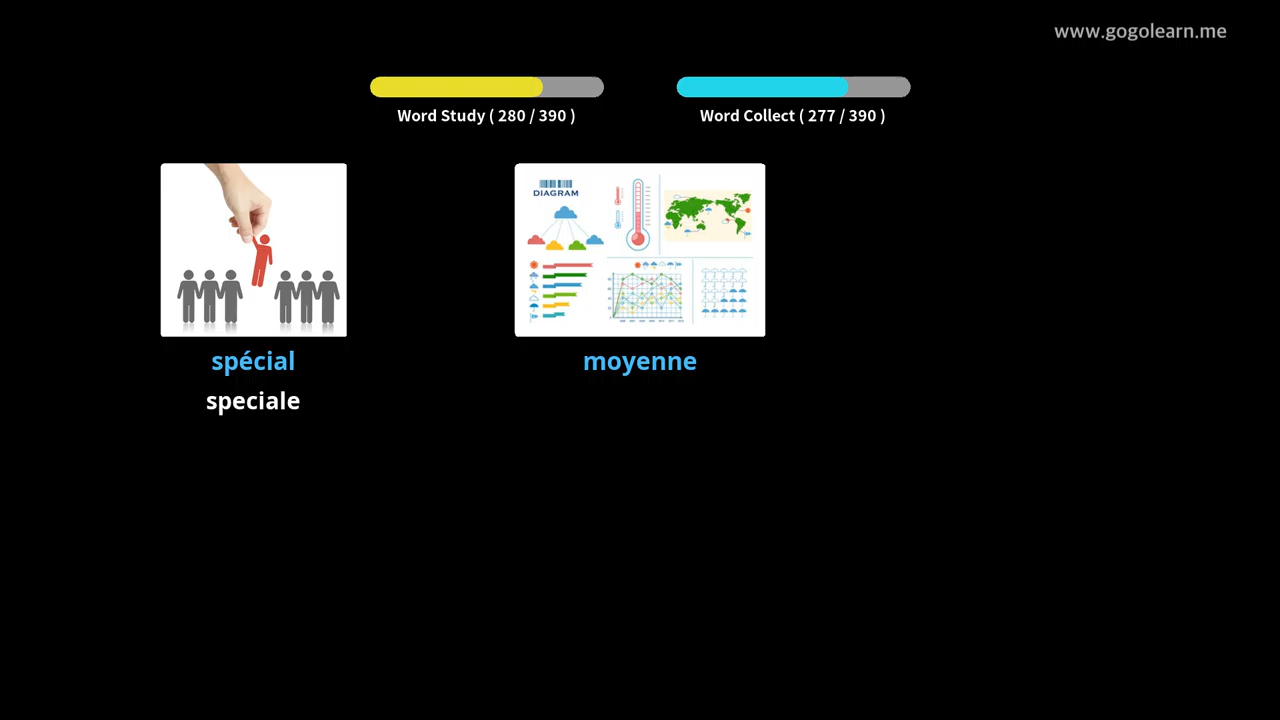 www.gogolearn.me
Word Study ( 280 / 390 )
Word Collect ( 277 / 390 )
DIAGRAM
spécial
moyenne
speciale